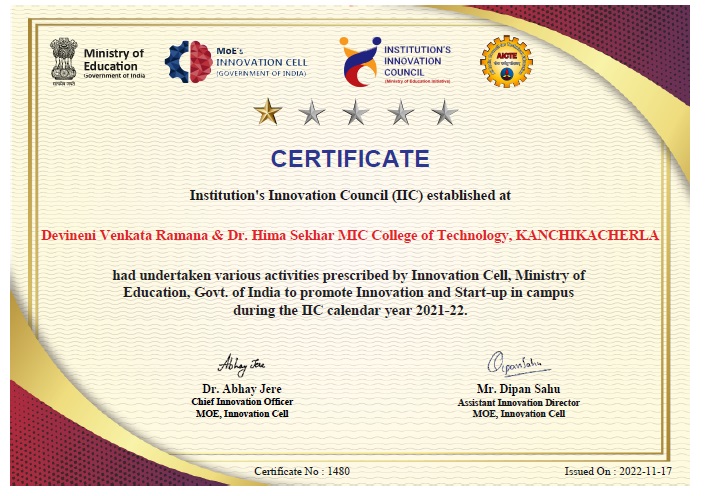 Ministry of
Education
Government of India
सत्यमेव जयते
MoE's
INNOVATION CELL
(GOVERNMENT OF INDIA)
INSTITUTION'S
INNOVATION
COUNCIL
(Ministry of Education Initiative)
AICTE
CERTIFICATE
Institution's Innovation Council (IIC) established at
Devineni Venkata Ramana & Dr. Hima Sekhar MIC College of Technology, KANCHIKACHERLA
had undertaken various activities prescribed by Innovation Cell, Ministry of
Education, Govt. of India to promote Innovation and Start-up in campus
during the IIC calendar year 2021-22.
Abhay Jere
Dipan Sahu
Dr. Abhay Jere
Chief Innovation Officer
MOE, Innovation Cell
Mr. Dipan Sahu
Assistant Innovation Director
MOE, Innovation Cell
Certificate No : 1480
Issued On : 2022-11-17